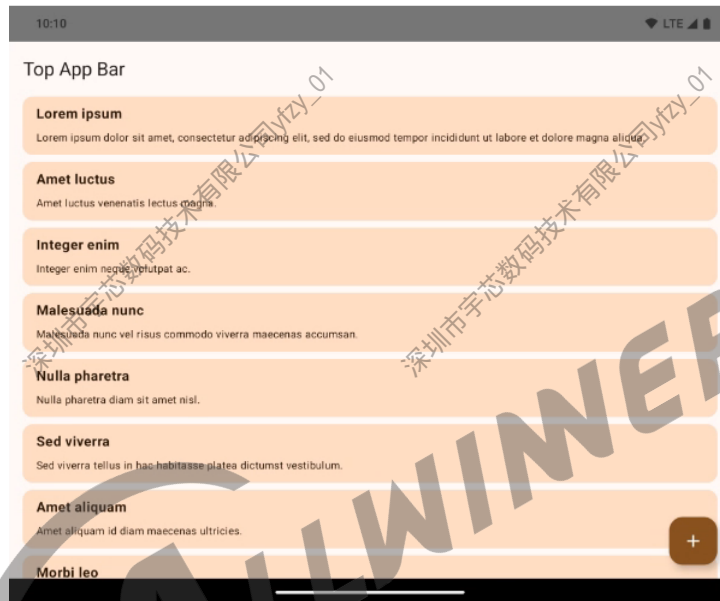 10:10
LTE
Top App Bar
Lorem ipsum
Lorem ipsum dolor sit amet, consectetur adipiscing elit, sed do eiusmod tempor incididunt ut labore et dolore magna aliqua.
Amet luctus
Amet luctus venenatis lectus magna.
Integer enim
Integer enim neque volutpat ac.
Malesuada nunc
Malesuada nunc vel risus commodo viverra maecenas accumsan.
Nulla pharetra
Nulla pharetra diam sit amet nisl.
Sed viverra
Sed viverra tellus in hac habitasse platea dictumst vestibulum.
Amet aliquam
Amet aliquam id diam maecenas ultricies.
Morbi leo
+
深圳市宇芯数码技术有限公司yfzy_01
深圳市宇芯数码技术有限公司yfzy_01
ALLWINNER